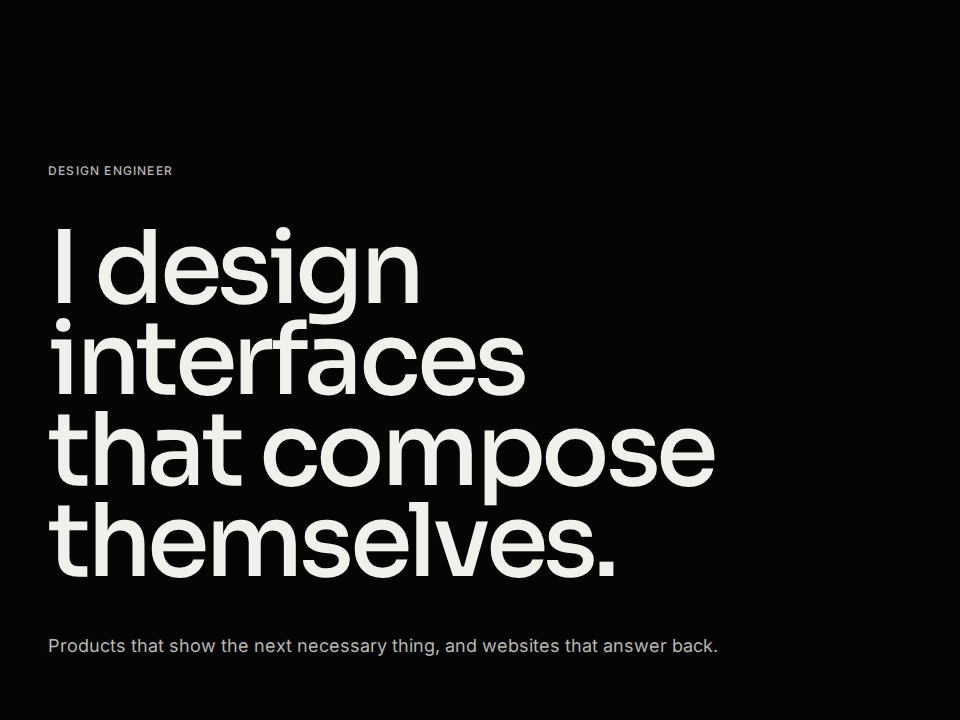 DESIGN ENGINEER
I design
interfaces
that compose
themselves.
Products that show the next necessary thing, and websites that answer back.